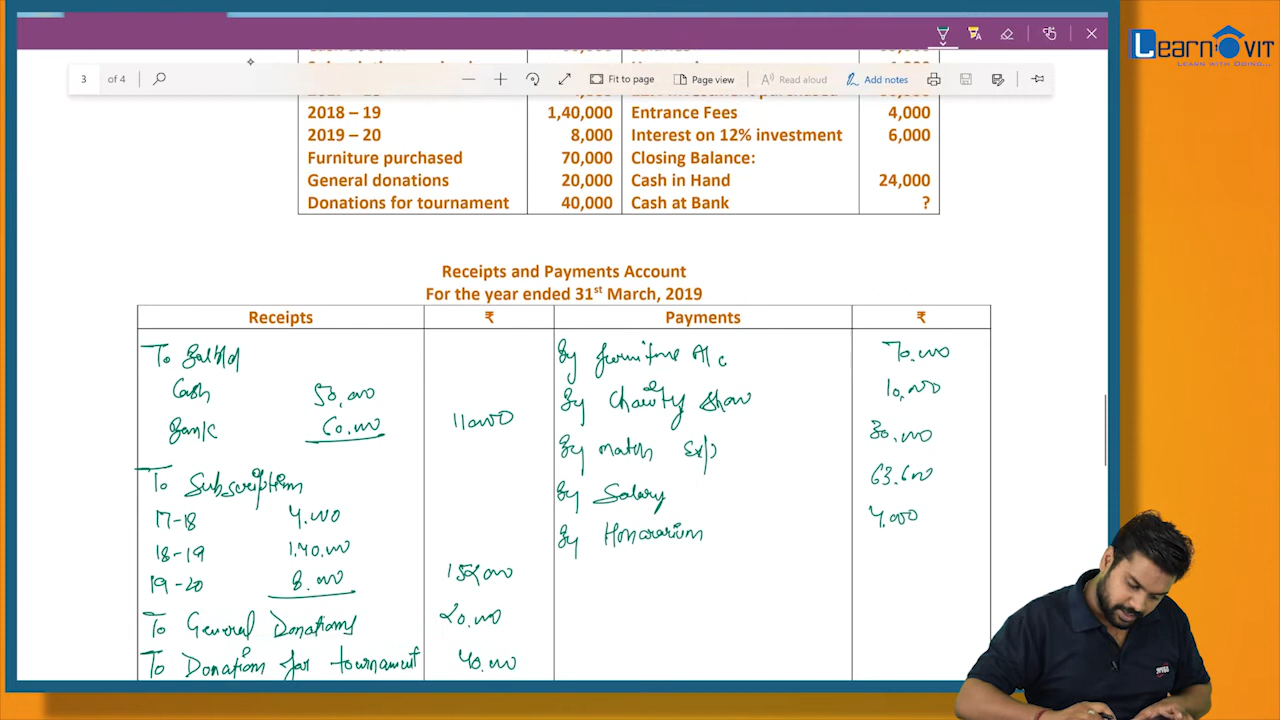 LearnOvit
LEARN WITH DOING...
3 of 4
Fit to page
Page view
Read aloud
Add notes
2018 – 19 1,40,000 Entrance Fees 4,000
2019 – 20 8,000 Interest on 12% investment 6,000
Furniture purchased 70,000 Closing Balance:
General donations 20,000 Cash in Hand 24,000
Donations for tournament 40,000 Cash at Bank ?
Receipts and Payments Account
For the year ended 31st March, 2019
Receipts ₹ Payments ₹
To Bal b/d By furniture A/c 70,000
Cash 50,000 By Charity Show 10,000
Bank 60,000 110000 By match Exp 30,000
To Subscription By Salary 63,600
17-18 4,000 By Honorarium 4,000
18-19 1,40,000
19-20 8,000 152000
To General Donations 20,000
To Donation for tournament 40,000